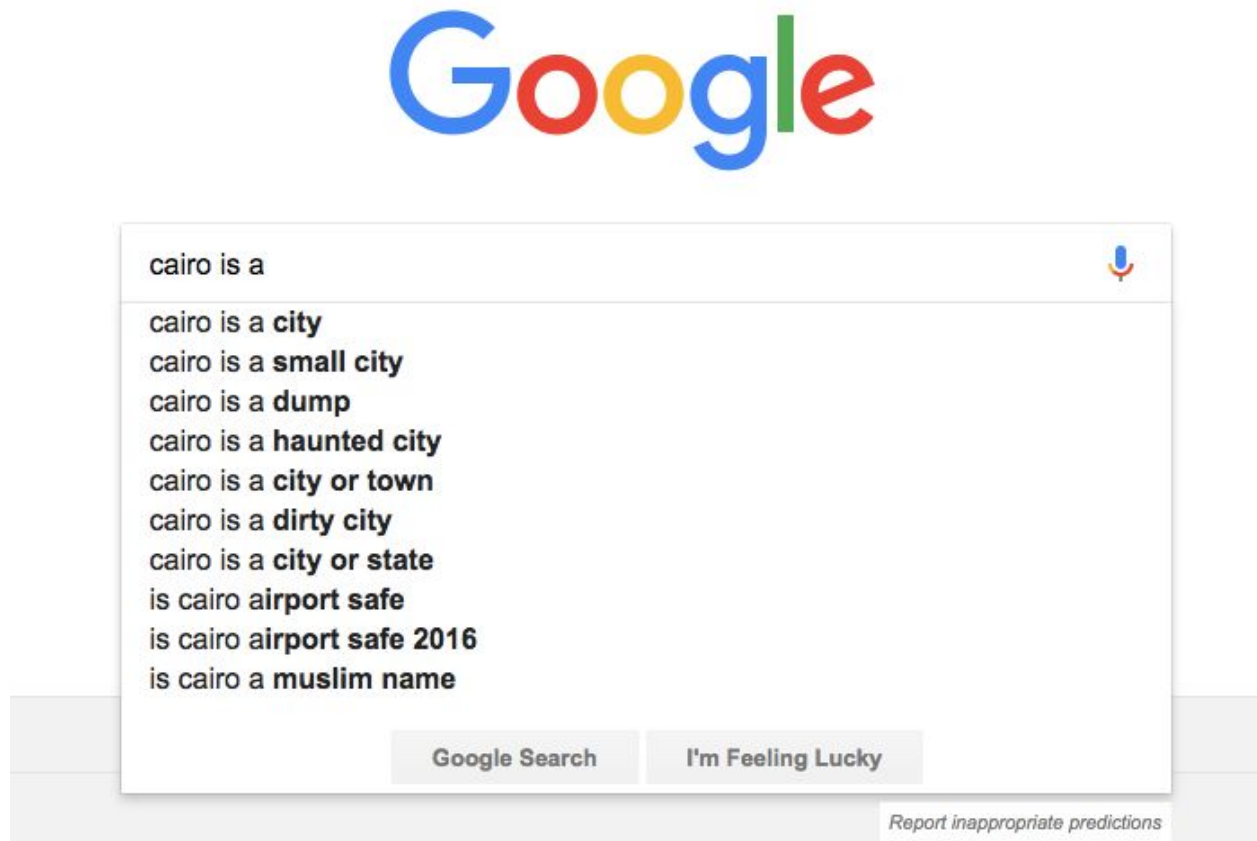 Google
cairo is a
cairo is a city
cairo is a small city
cairo is a dump
cairo is a haunted city
cairo is a city or town
cairo is a dirty city
cairo is a city or state
is cairo airport safe
is cairo airport safe 2016
is cairo a muslim name
Google Search I'm Feeling Lucky
Report inappropriate predictions